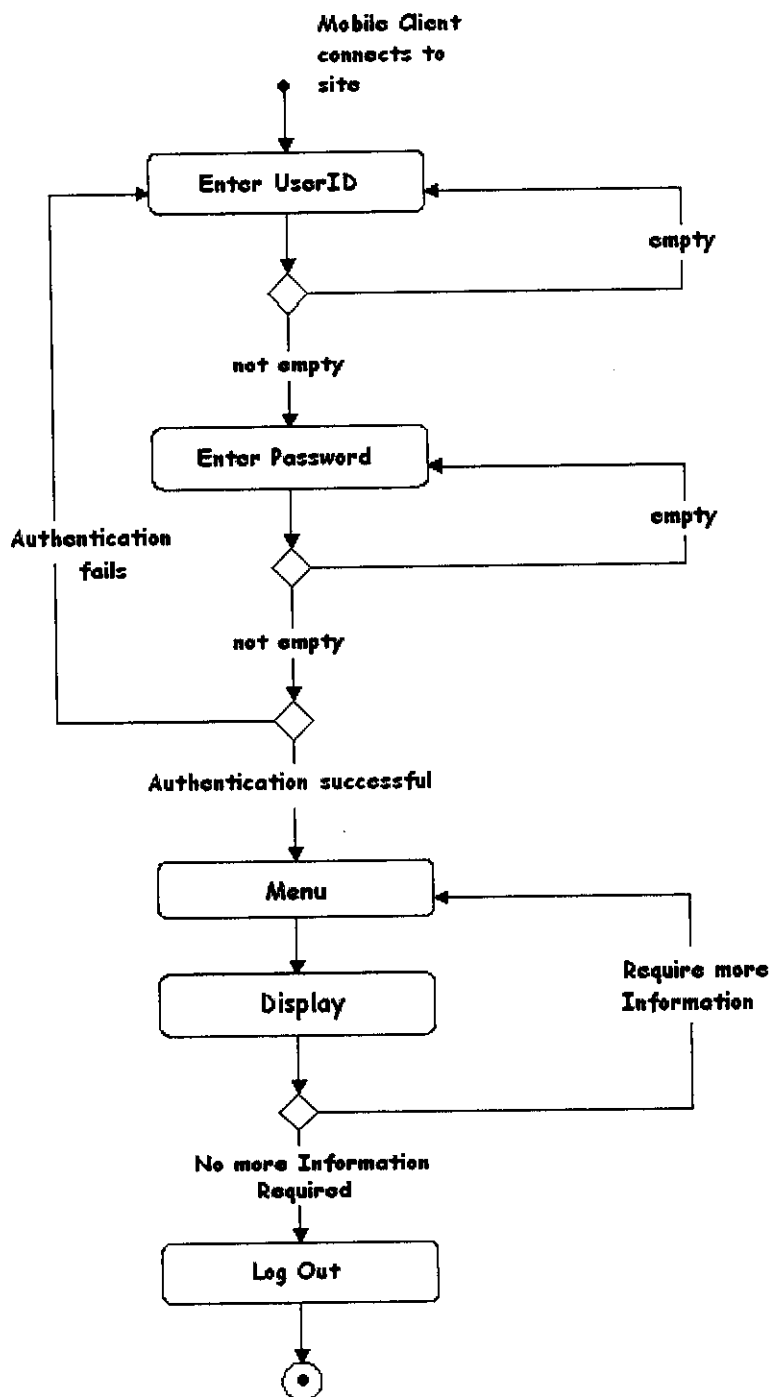 Mobile Client
connects to
site
Enter UserID
empty
not empty
Enter Password
empty
Authentication
fails
not empty
Authentication successful
Menu
Require more
Information
Display
No more Information
Required
Log Out